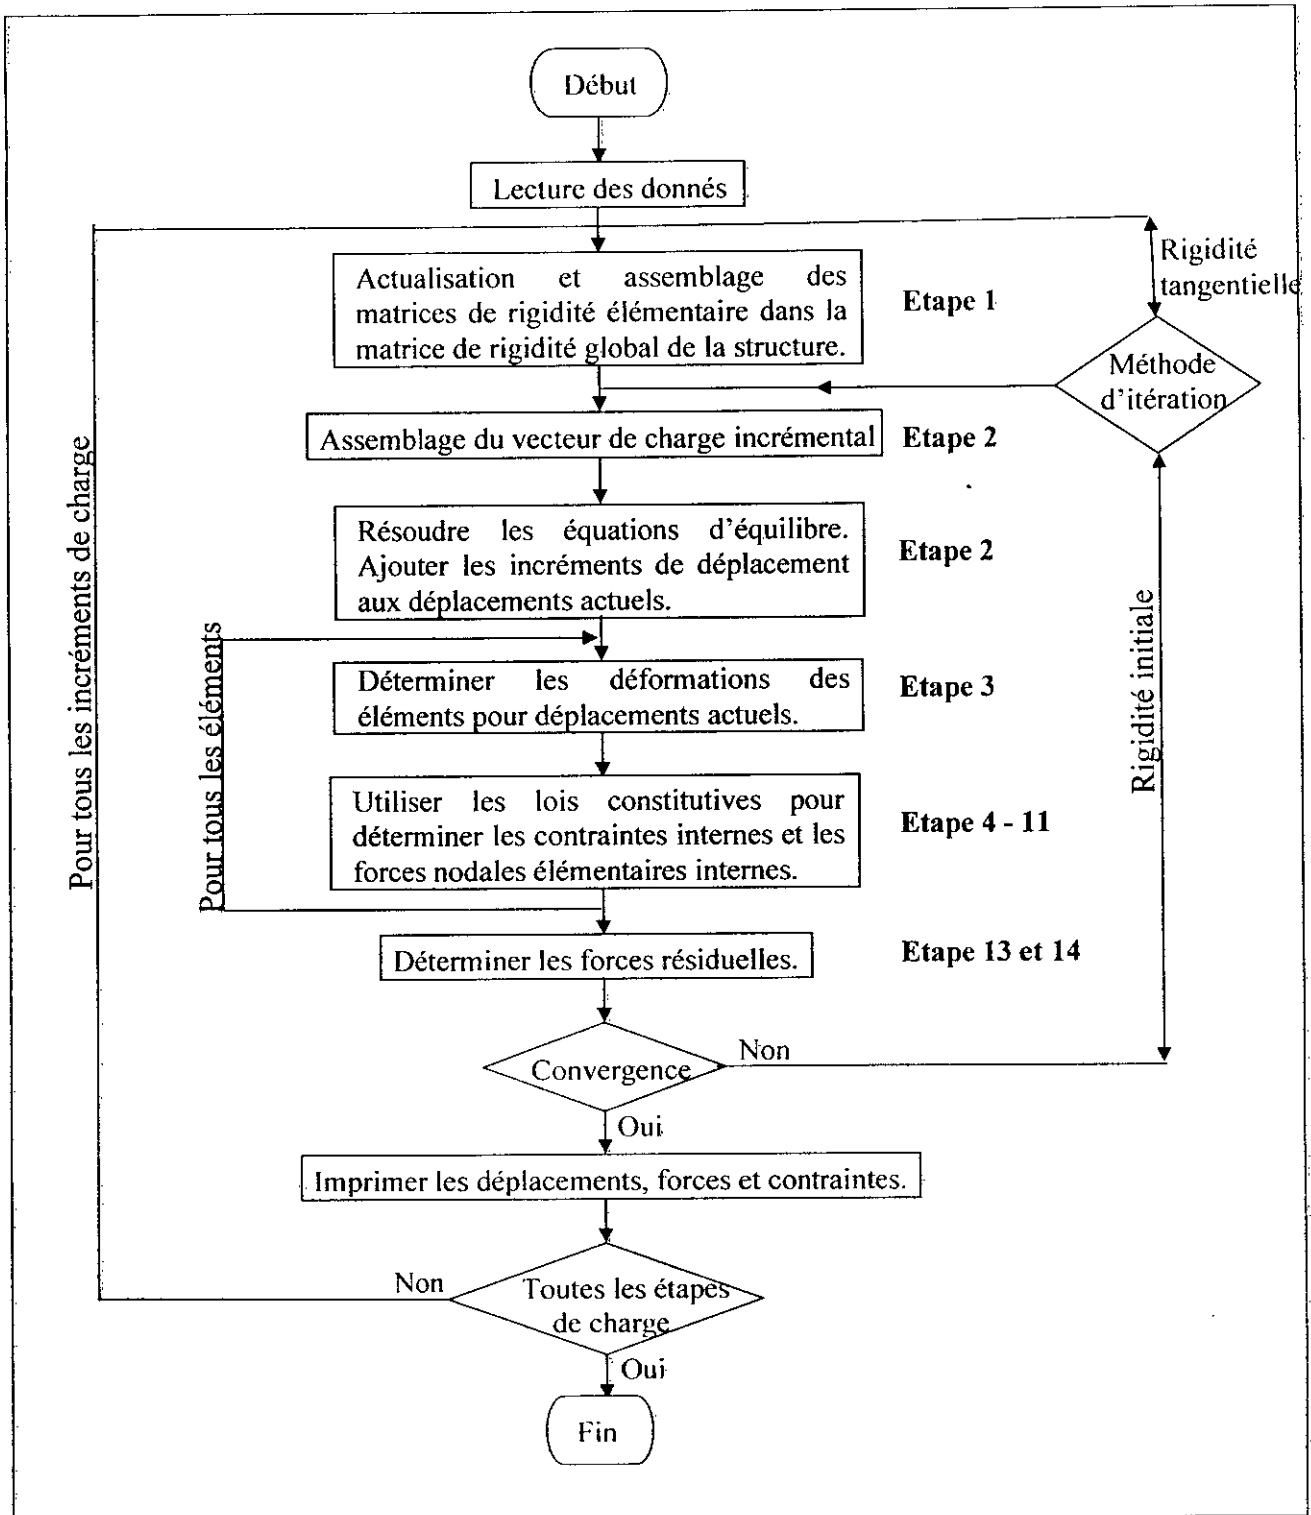 Début
Lecture des donnés
Rigidité
tangentielle
Actualisation et assemblage des
matrices de rigidité élémentaire dans la
matrice de rigidité global de la structure.
Etape 1
Méthode
d'itération
Assemblage du vecteur de charge incrémental
Etape 2
Résoudre les équations d'équilibre.
Ajouter les incréments de déplacement
aux déplacements actuels.
Etape 2
Pour tous les incréments de charge
Pour tous les éléments
Rigidité initiale
Déterminer les déformations des
éléments pour déplacements actuels.
Etape 3
Utiliser les lois constitutives pour
déterminer les contraintes internes et les
forces nodales élémentaires internes.
Etape 4 - 11
Déterminer les forces résiduelles.
Etape 13 et 14
Convergence
Non
Oui
Imprimer les déplacements, forces et contraintes.
Non
Toutes les étapes
de charge
Oui
Fin